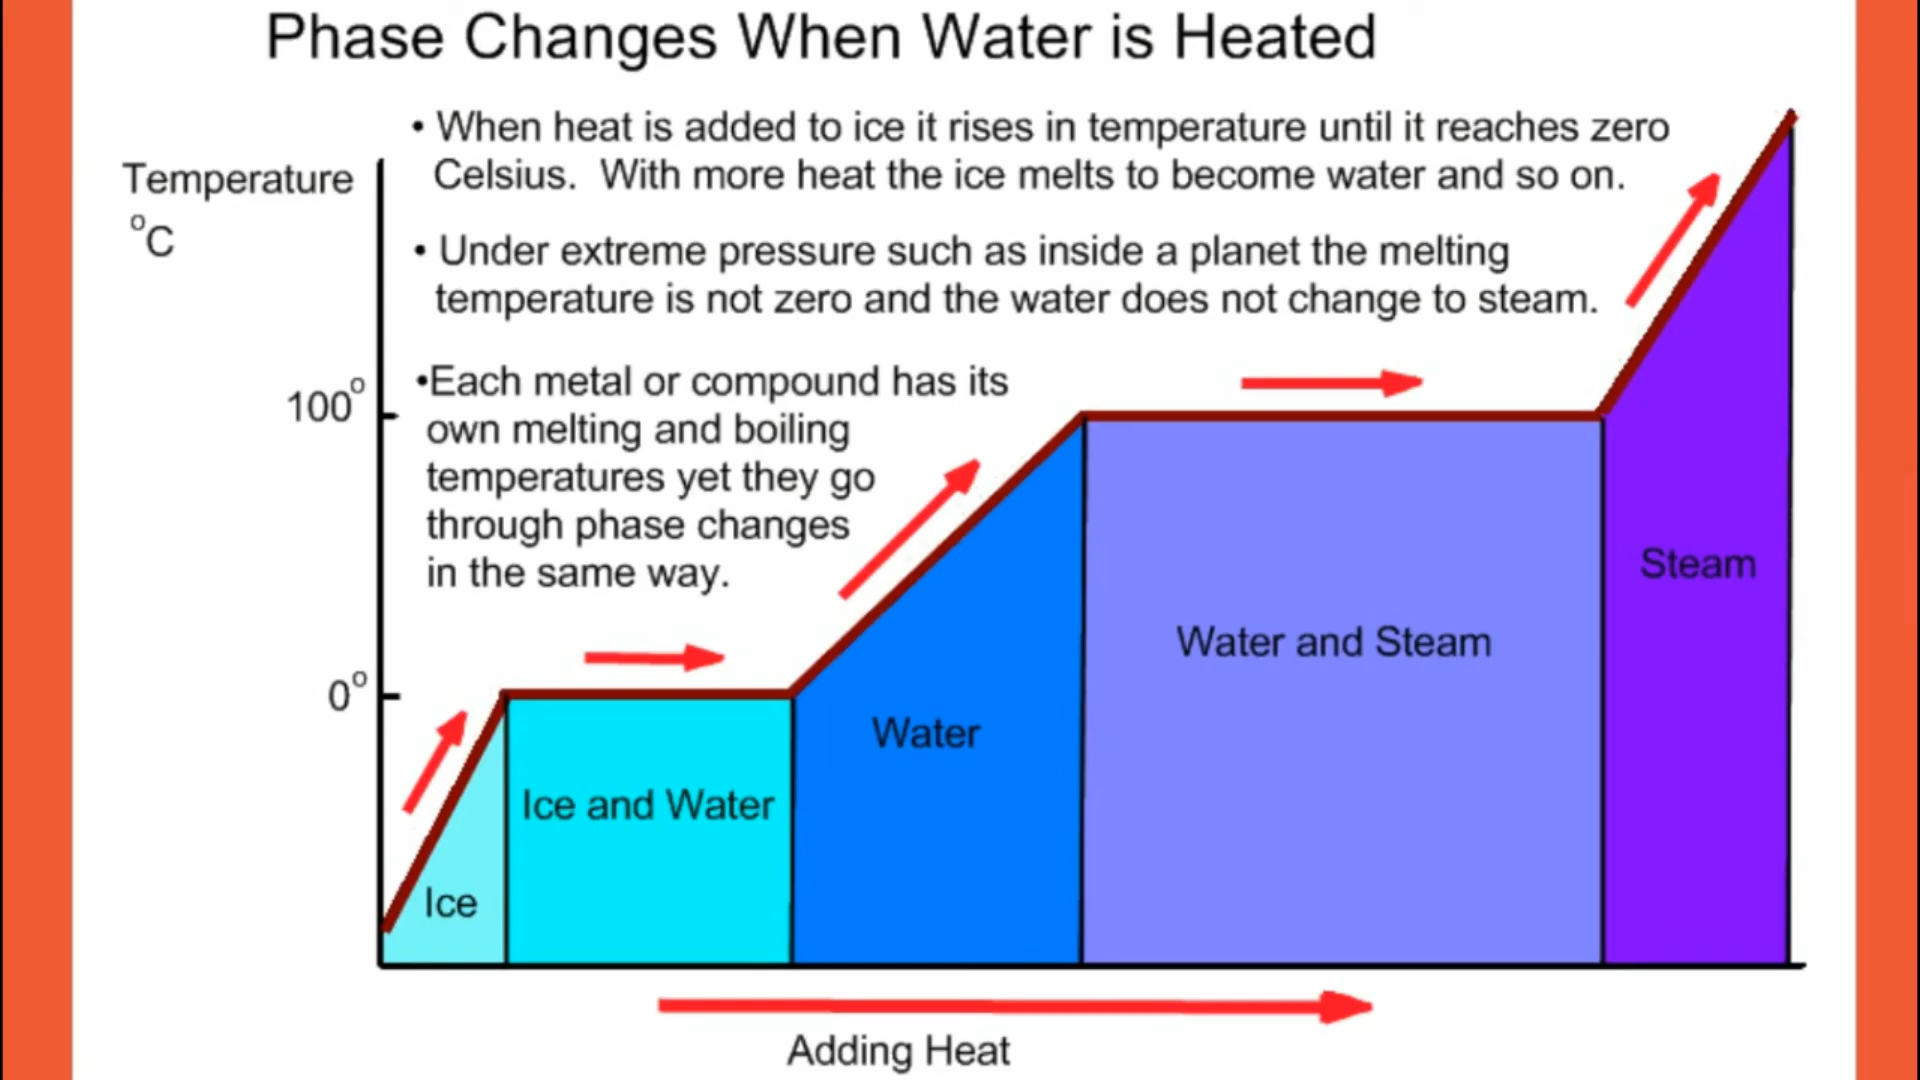 Phase Changes When Water is Heated
• When heat is added to ice it rises in temperature until it reaches zero
Celsius.  With more heat the ice melts to become water and so on.
Temperature
°C
• Under extreme pressure such as inside a planet the melting
temperature is not zero and the water does not change to steam.
•Each metal or compound has its
own melting and boiling
temperatures yet they go
through phase changes
in the same way.
100°
0°
Ice
Ice and Water
Water
Water and Steam
Steam
Adding Heat